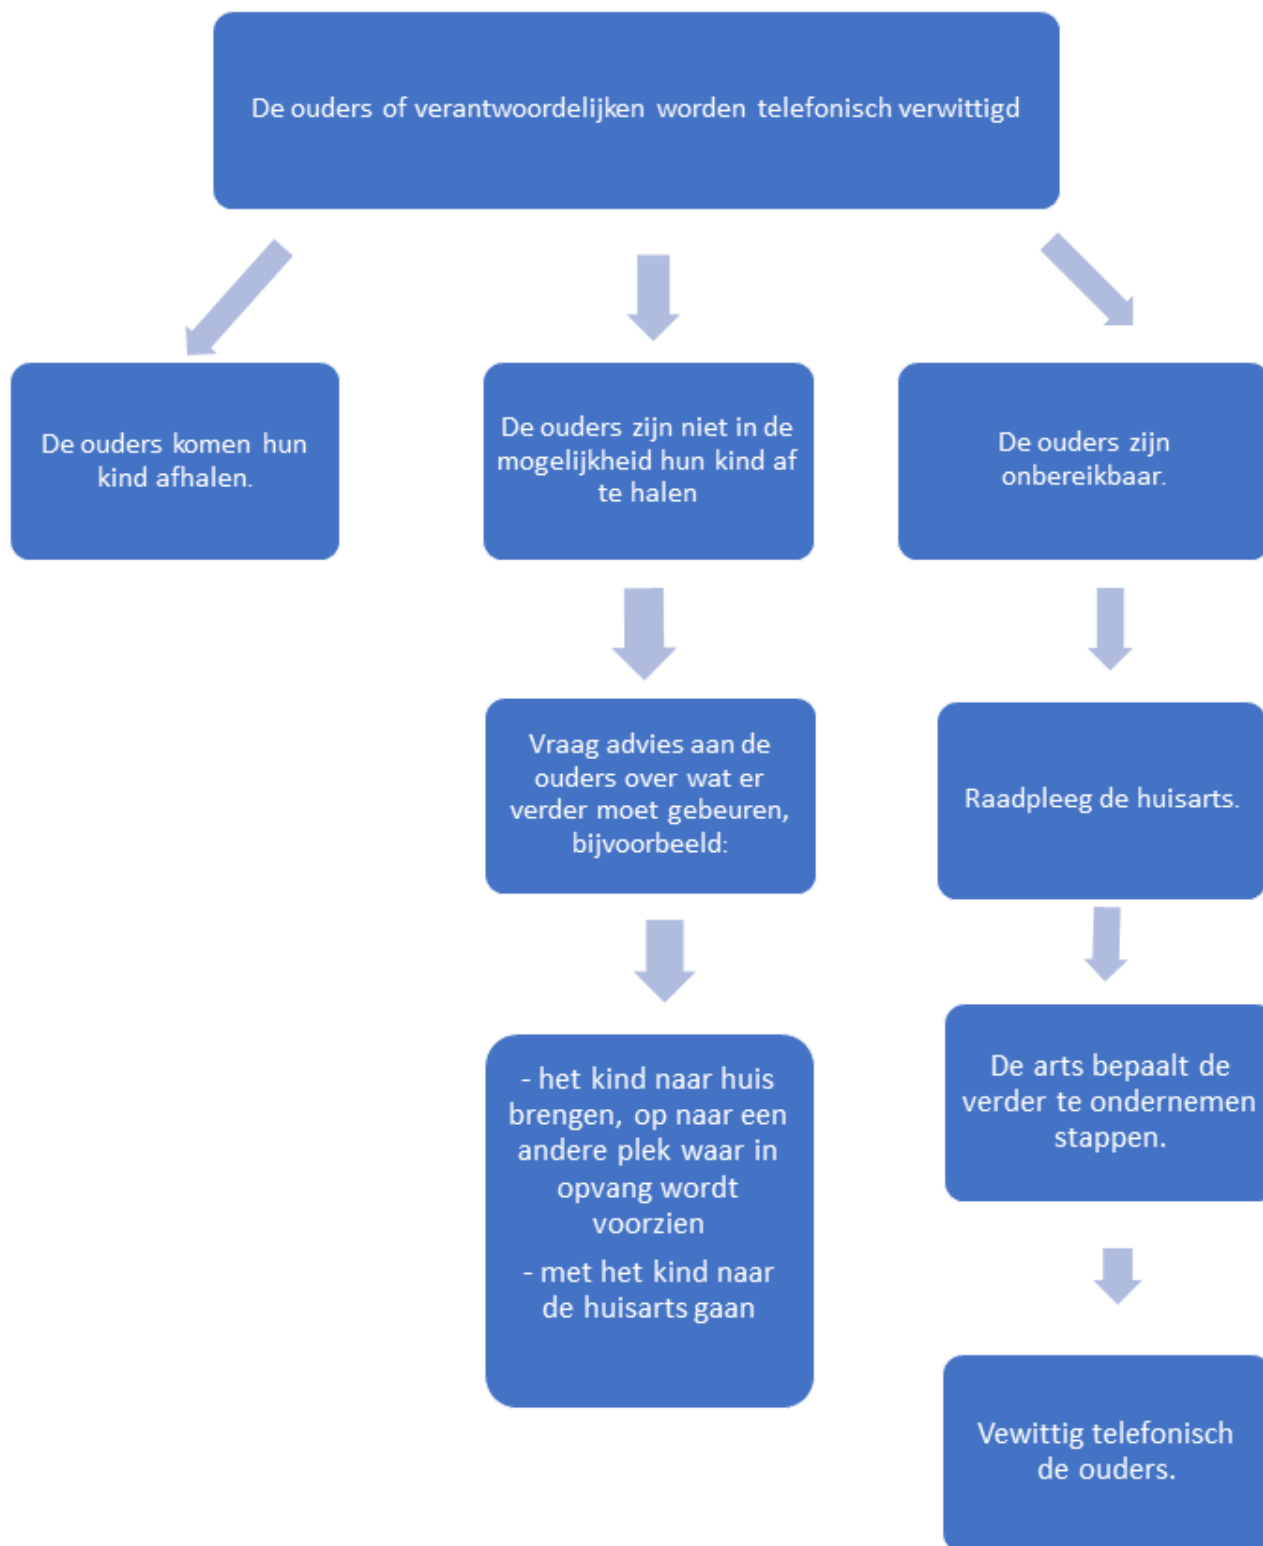 De ouders of verantwoordelijken worden telefonisch verwittigd
De ouders komen hun
kind afhalen.
De ouders zijn niet in de
mogelijkheid hun kind af
te halen
De ouders zijn
onbereikbaar.
Vraag advies aan de
ouders over wat er
verder moet gebeuren,
bijvoorbeeld:
Raadpleeg de huisarts.
- het kind naar huis
brengen, op naar een
andere plek waar in
opvang wordt
voorzien
- met het kind naar
de huisarts gaan
De arts bepaalt de
verder te ondernemen
stappen.
Vewittig telefonisch
de ouders.